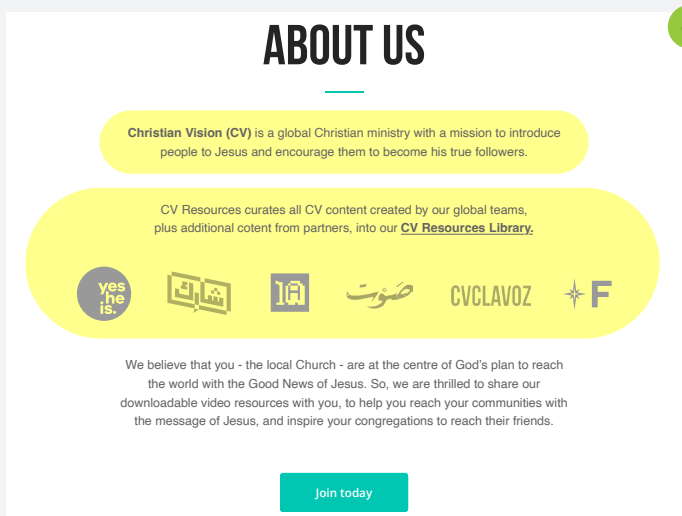 ABOUT US
Christian Vision (CV) is a global Christian ministry with a mission to introduce
people to Jesus and encourage them to become his true followers.
CV Resources curates all CV content created by our global teams,
plus additional cotent from partners, into our CV Resources Library.
yes
.he
is.
شارك
1A
صوت
CVCLAVOZ
F
We believe that you - the local Church - are at the centre of God's plan to reach
the world with the Good News of Jesus. So, we are thrilled to share our
downloadable video resources with you, to help you reach your communities with
the message of Jesus, and inspire your congregations to reach their friends.
Join today